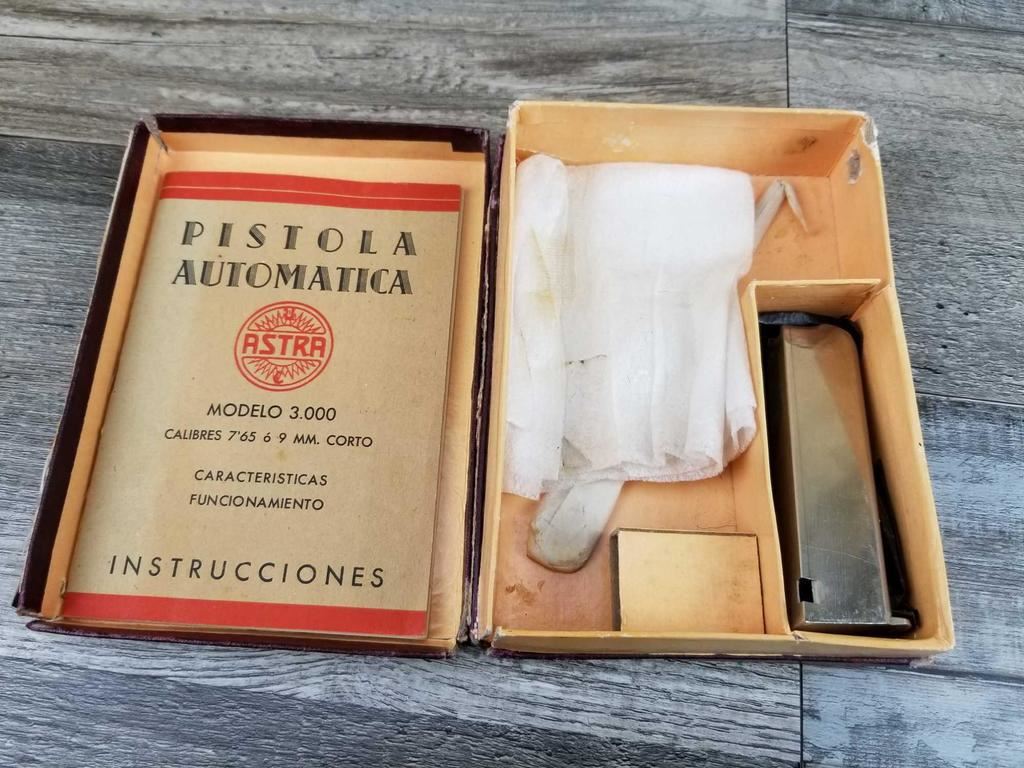 PISTOLA
AUTOMATICA
U
ASTRA
C
MODELO 3.000
CALIBRES 7'65 ó 9 MM. CORTO
CARACTERISTICAS
FUNCIONAMIENTO
INSTRUCCIONES